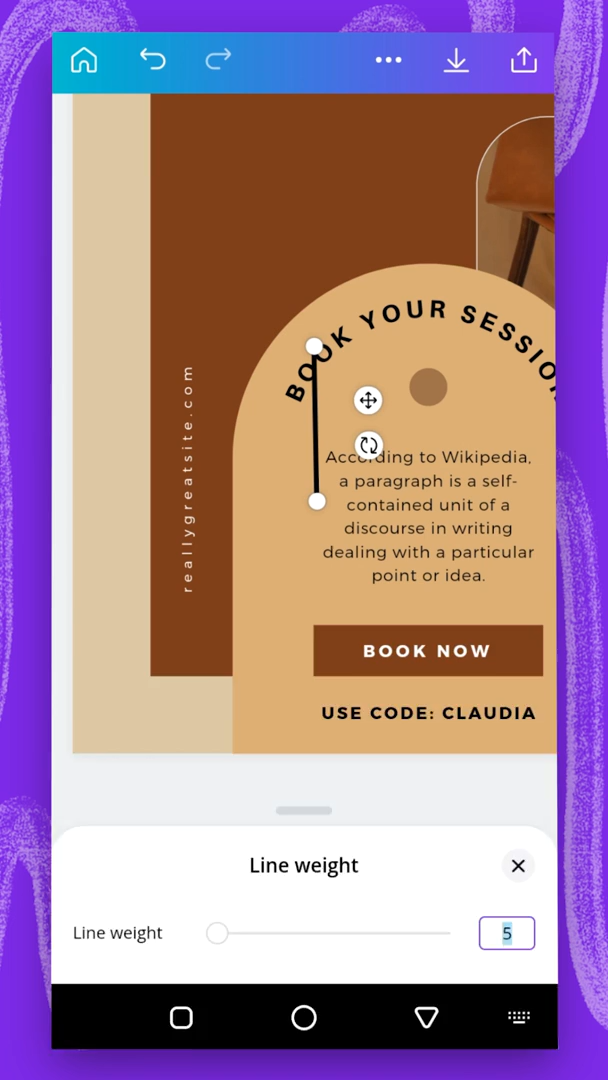 BOOK YOUR SESSION
reallygreatsite.com
According to Wikipedia,
a paragraph is a self-
contained unit of a
discourse in writing
dealing with a particular
point or idea.
BOOK NOW
USE CODE: CLAUDIA
Line weight
Line weight
5